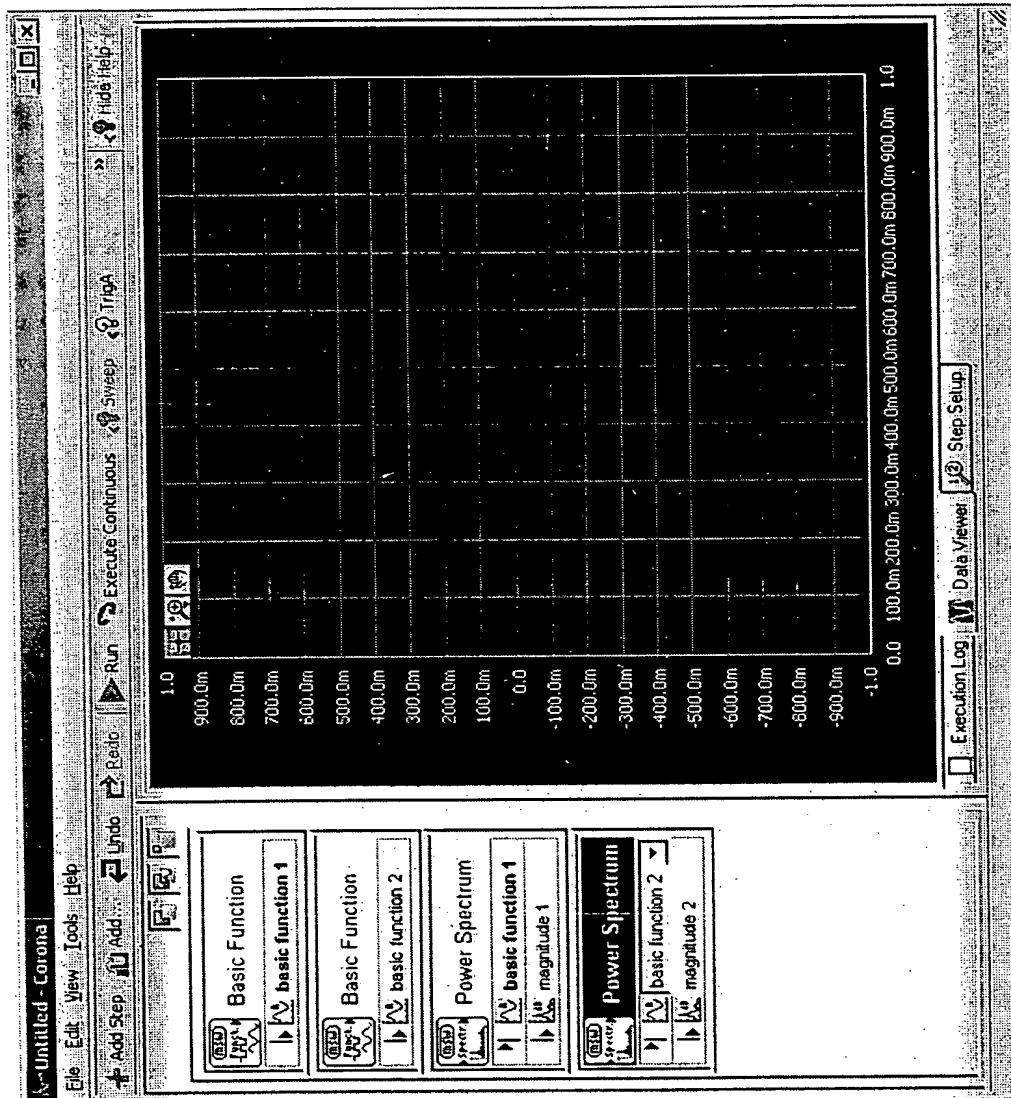 Untitled - Corona
File Edit View Tools Help
Add Step Add... Undo Redo Run Execute Continuous Sweep TrigA » Hide Help
Basic Function
basic function 1
Basic Function
basic function 2
Power Spectrum
basic function 1
magnitude 1
Power Spectrum
basic function 2
magnitude 2
1.0
900.0m
800.0m
700.0m
600.0m
500.0m
400.0m
300.0m
200.0m
100.0m
0.0
-100.0m
-200.0m
-300.0m
-400.0m
-500.0m
-600.0m
-700.0m
-800.0m
-900.0m
-1.0
0.0 100.0m 200.0m 300.0m 400.0m 500.0m 600.0m 700.0m 800.0m 900.0m 1.0
Execution Log Data Viewer Step Setup